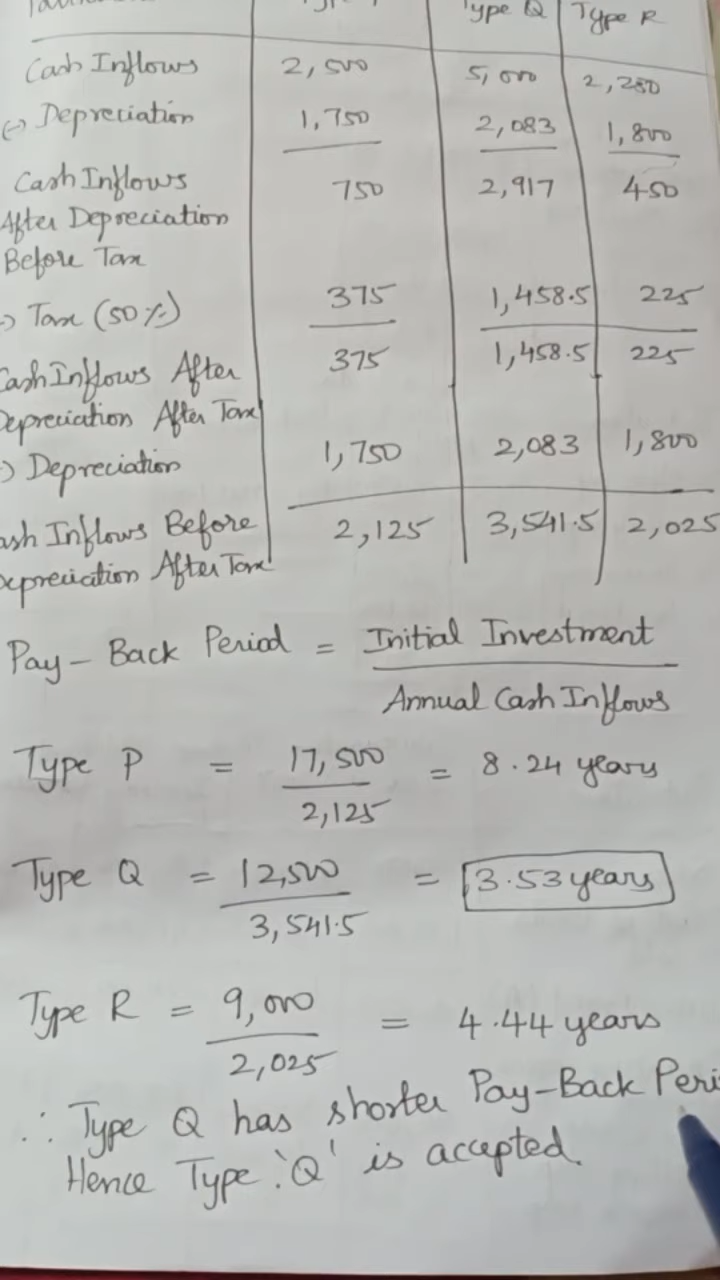 Type Q Type R
Cash Inflows 2,500 5,000 2,250
(-) Depreciation 1,750 2,083 1,800
Cash Inflows 750 2,917 450
After Depreciation
Before Tax
-) Tax (50%) 375 1,458.5 225
Cash Inflows After 375 1,458.5 225
Depreciation After Tax
-) Depreciation 1,750 2,083 1,800
ash Inflows Before 2,125 3,541.5 2,025
Depreciation After Tax
Pay-Back Period = Initial Investment
Annual Cash Inflows
Type P = 17,500 = 8.24 years
2,125
Type Q = 12,500 = 3.53 years
3,541.5
Type R = 9,000 = 4.44 years
2,025
∴ Type Q has shorter Pay-Back Peri
Hence Type 'Q' is accepted.